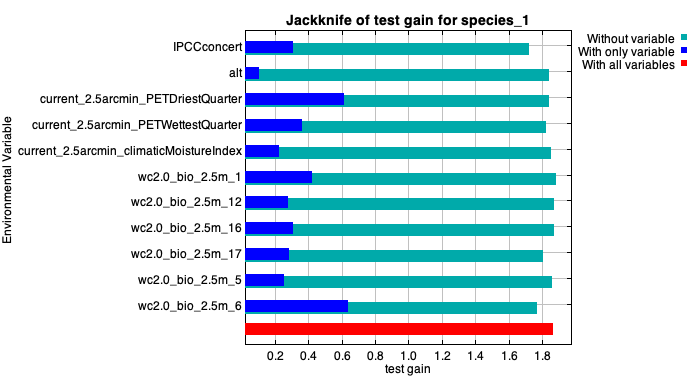 Jackknife of test gain for species_1
Without variable
With only variable
With all variables
Environmental Variable
IPCCconcert
alt
current_2.5arcmin_PETDriestQuarter
current_2.5arcmin_PETWettestQuarter
current_2.5arcmin_climaticMoistureIndex
wc2.0_bio_2.5m_1
wc2.0_bio_2.5m_12
wc2.0_bio_2.5m_16
wc2.0_bio_2.5m_17
wc2.0_bio_2.5m_5
wc2.0_bio_2.5m_6
0.2 0.4 0.6 0.8 1.0 1.2 1.4 1.6 1.8
test gain